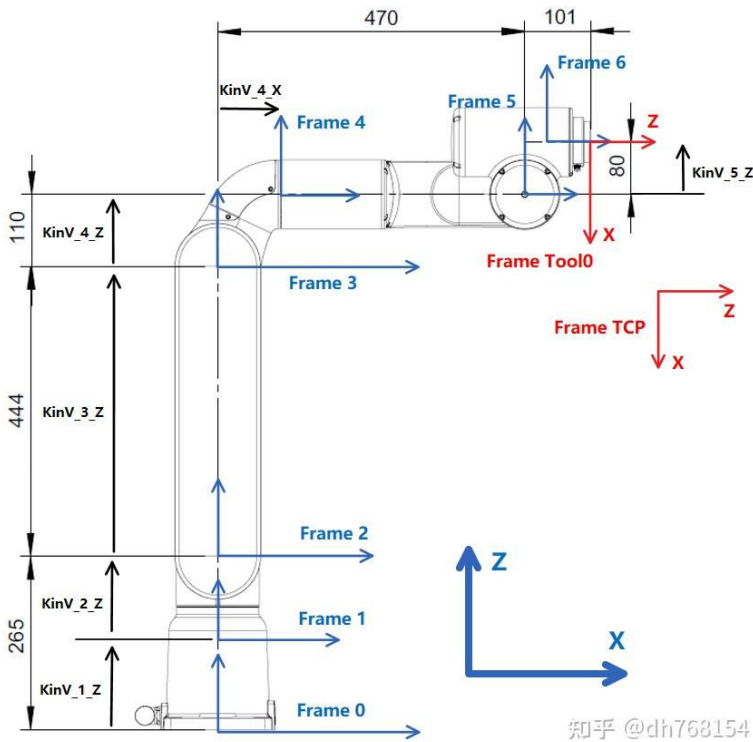 470
101
Frame 6
KinV_4_X
Frame 5
Frame 4
Z
80
KinV_5_Z
110
KinV_4_Z
X
Frame Tool0
Frame 3
Z
Frame TCP
X
444
KinV_3_Z
Frame 2
Z
KinV_2_Z
Frame 1
265
X
KinV_1_Z
Frame 0
知乎 @dh768154